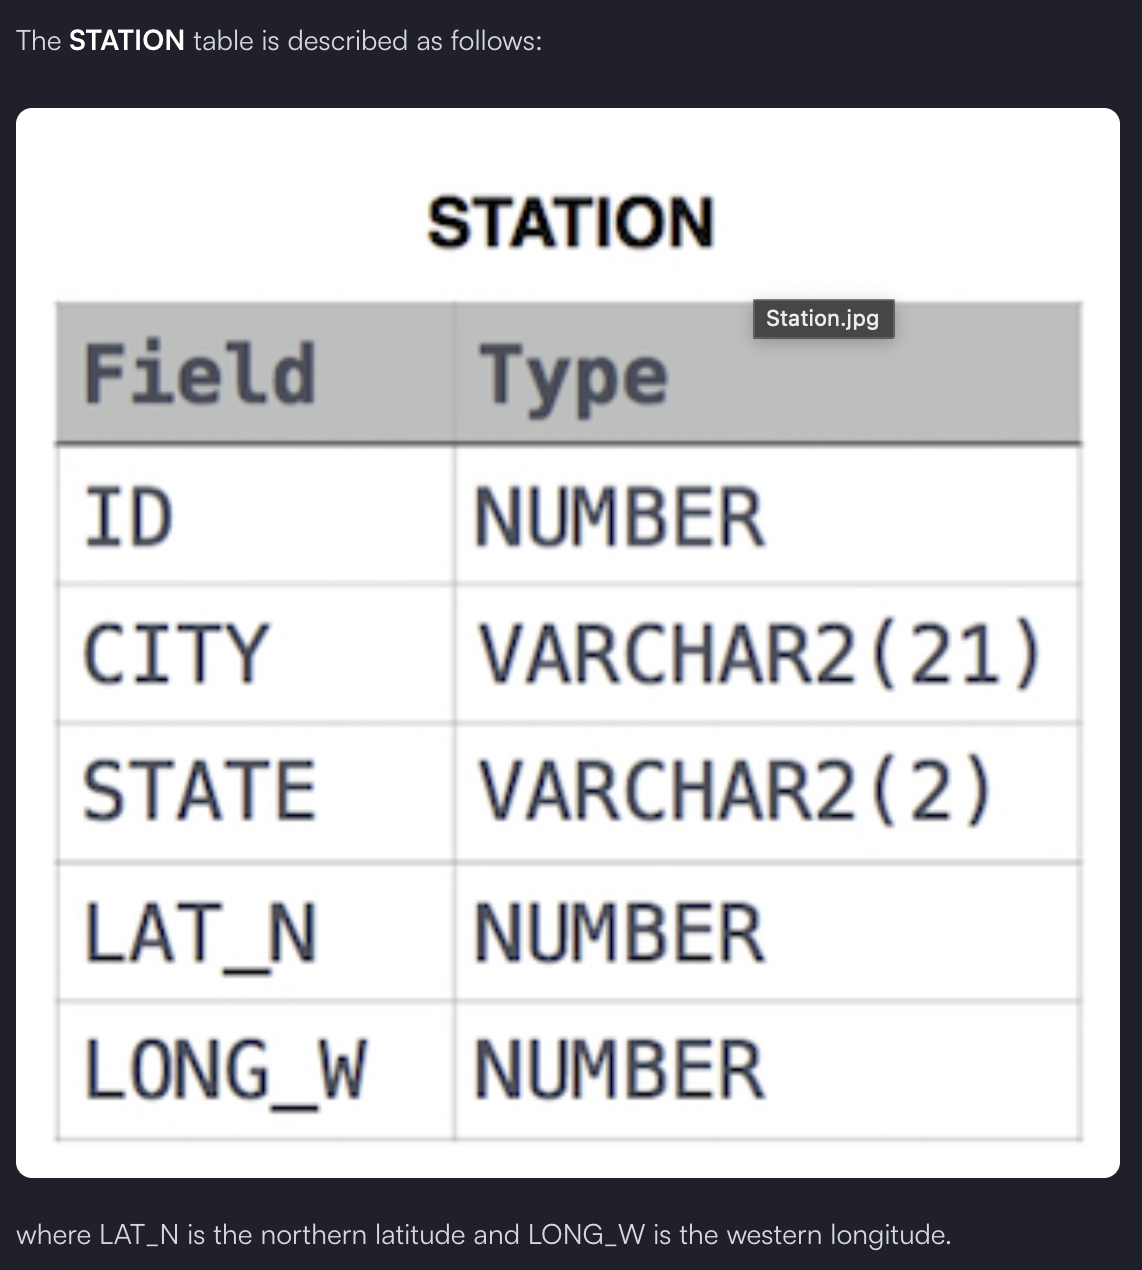 The STATION table is described as follows:
STATION
Station.jpg
Field Type
ID NUMBER
CITY VARCHAR2(21)
STATE VARCHAR2(2)
LAT_N NUMBER
LONG_W NUMBER
where LAT_N is the northern latitude and LONG_W is the western longitude.